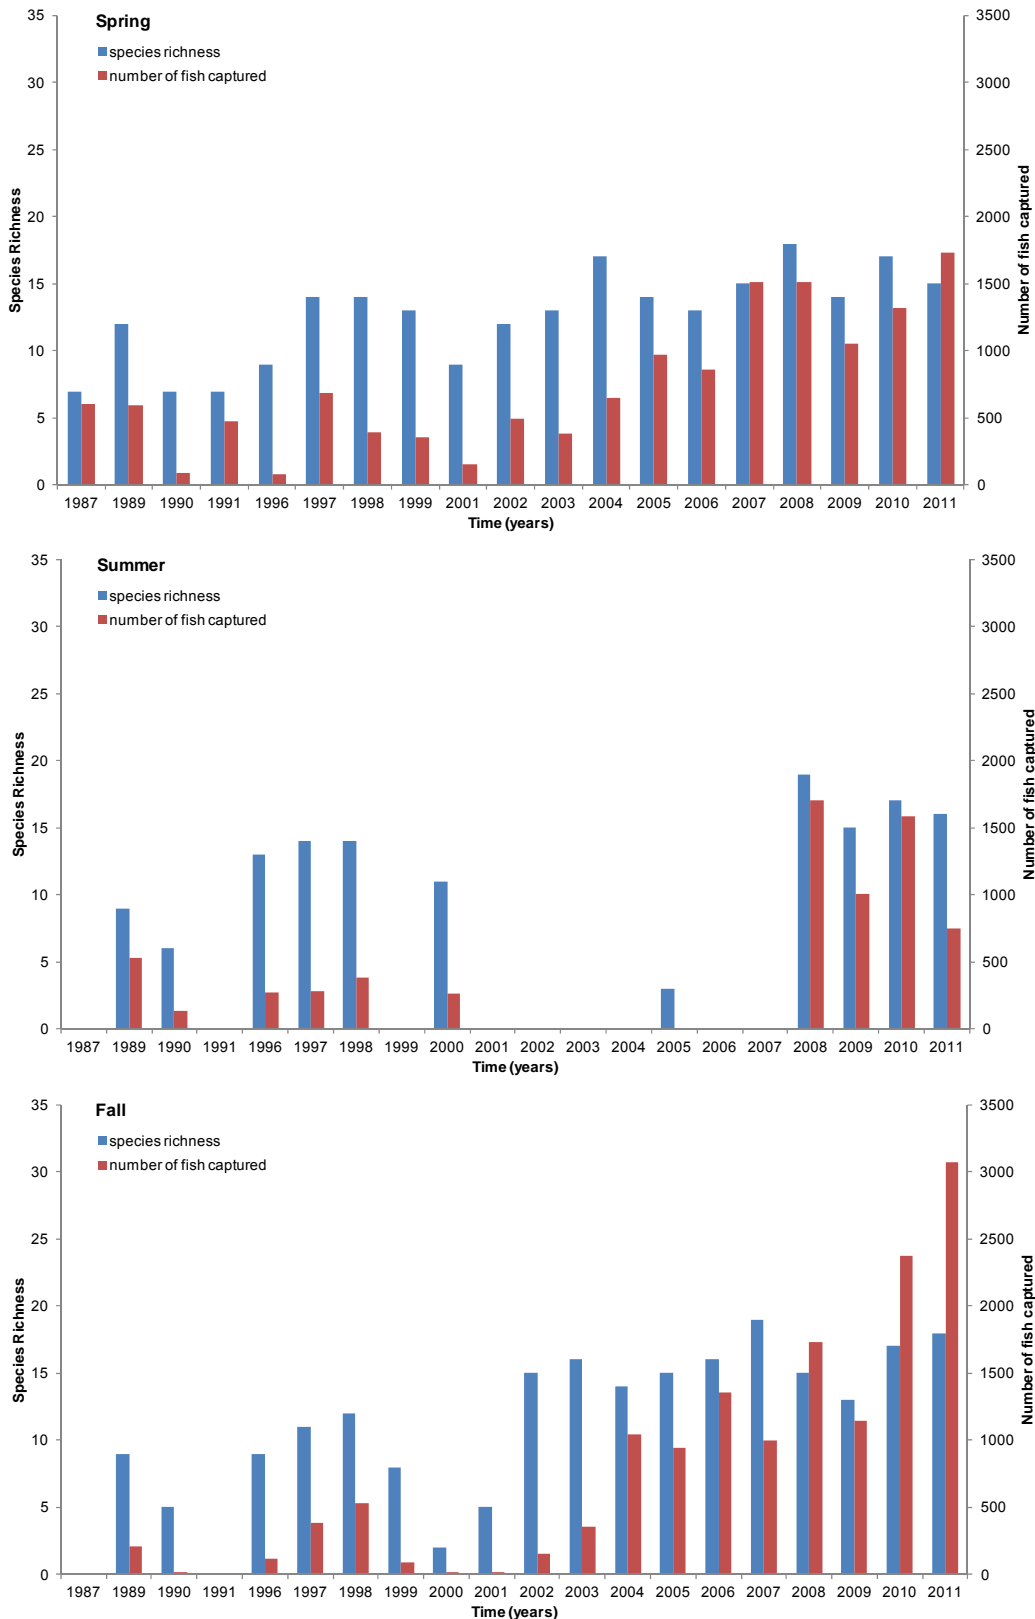 Spring
species richness
number of fish captured
35
30
25
20
15
10
5
0
3500
3000
2500
2000
1500
1000
500
0
Species Richness
Number of fish captured
1987 1989 1990 1991 1996 1997 1998 1999 2001 2002 2003 2004 2005 2006 2007 2008 2009 2010 2011
Time (years)
Summer
species richness
number of fish captured
35
30
25
20
15
10
5
0
3500
3000
2500
2000
1500
1000
500
0
Species Richness
Number of fish captured
1987 1989 1990 1991 1996 1997 1998 1999 2000 2001 2002 2003 2004 2005 2006 2007 2008 2009 2010 2011
Time (years)
Fall
species richness
number of fish captured
35
30
25
20
15
10
5
0
3500
3000
2500
2000
1500
1000
500
0
Species Richness
Number of fish captured
1987 1989 1990 1991 1996 1997 1998 1999 2000 2001 2002 2003 2004 2005 2006 2007 2008 2009 2010 2011
Time (years)